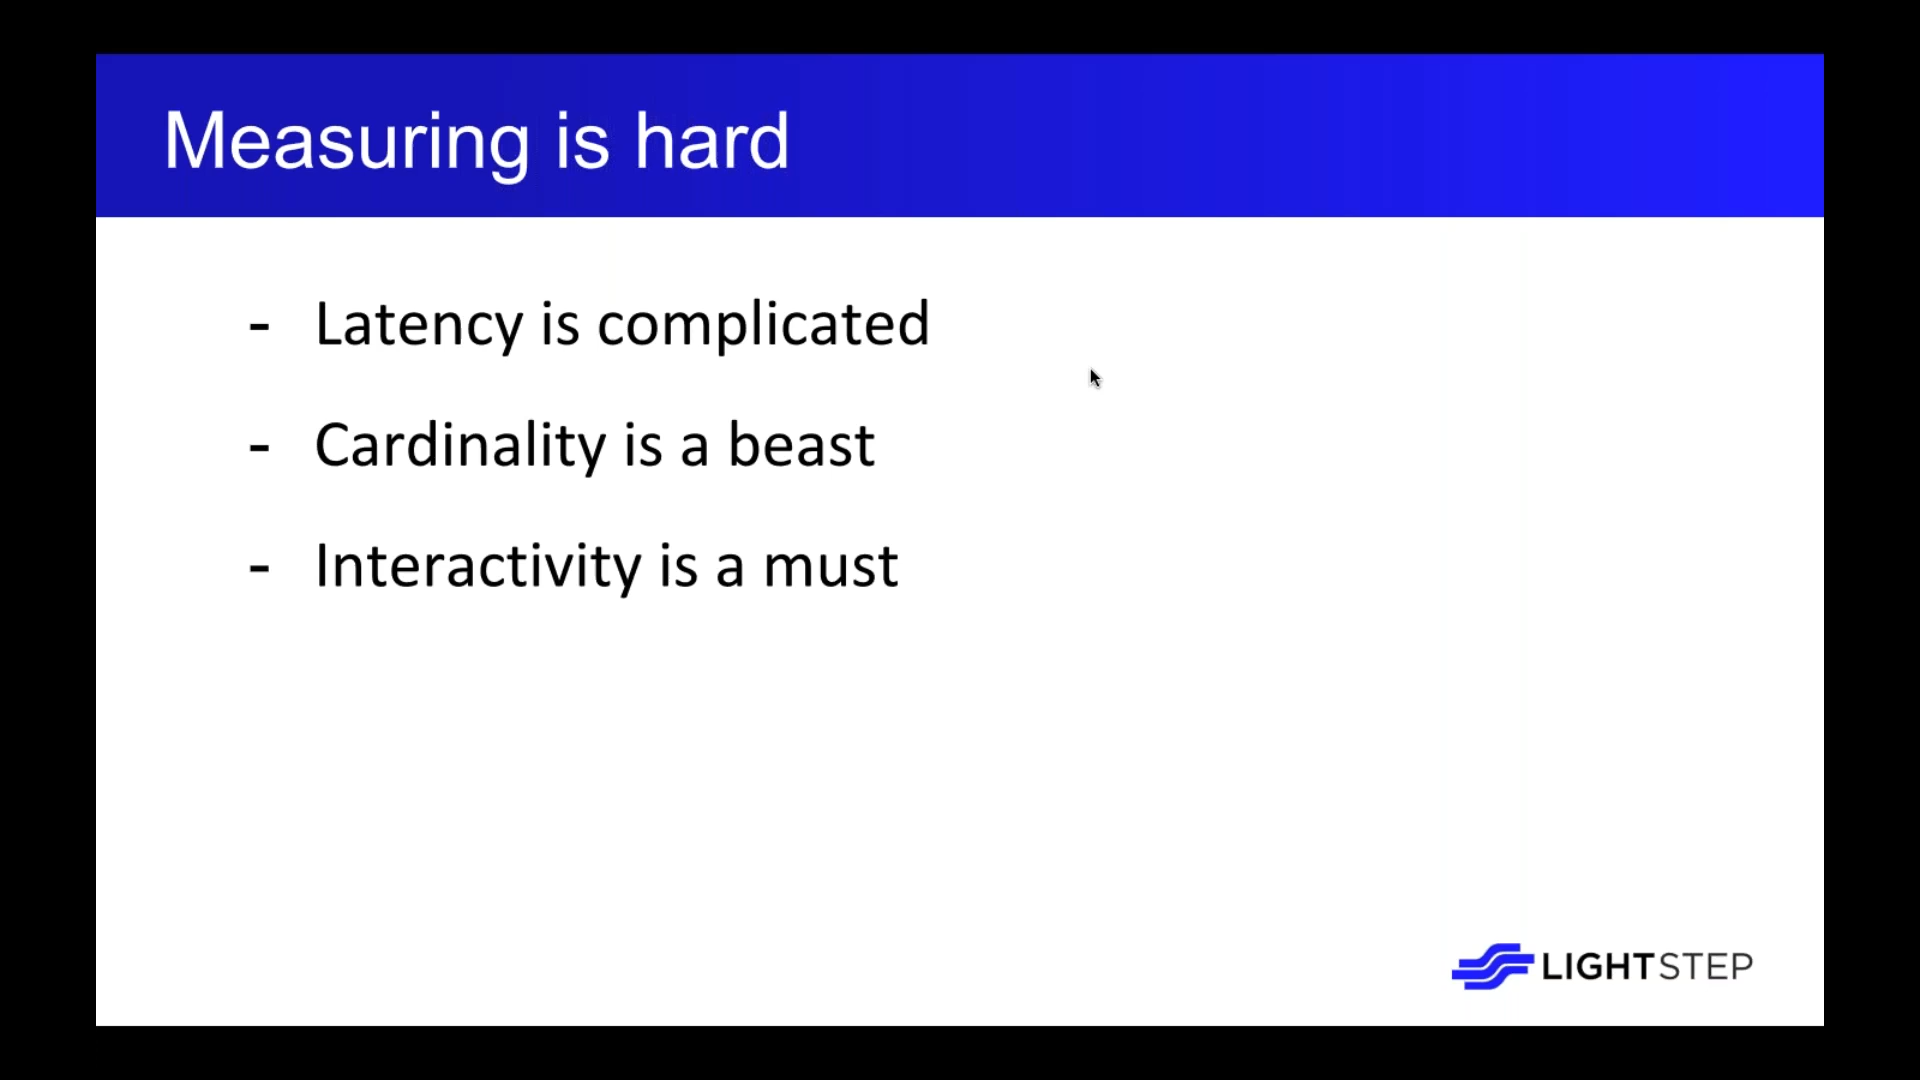 Measuring is hard
- Latency is complicated
- Cardinality is a beast
- Interactivity is a must
LIGHTSTEP